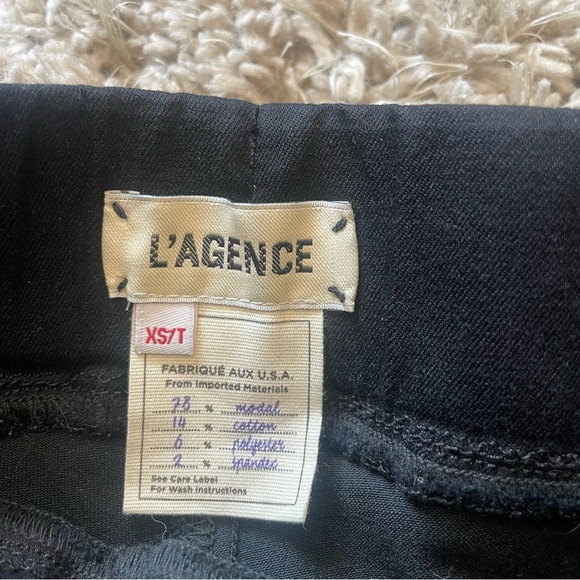 L'AGENCE
XS/T
FABRIQUÉ AUX U.S.A.
From Imported Materials
78 % modal
14 % cotton
6 % polyester
2 % spandex
See Care Label
For Wash Instructions